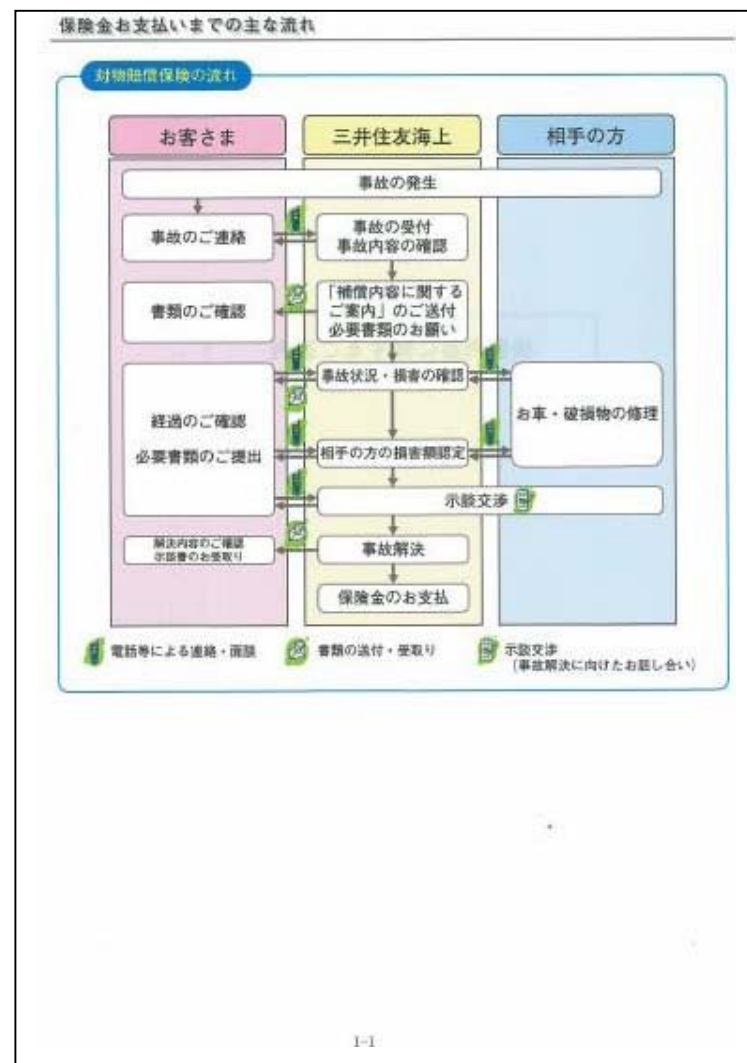 保険金お支払いまでの主な流れ
対物賠償保険の流れ
お客さま
三井住友海上
相手の方
事故の発生
事故のご連絡
事故の受付
事故内容の確認
書類のご確認
「補償内容に関する
ご案内」のご送付
必要書類のお願い
事故状況・損害の確認
経過のご確認
必要書類のご提出
お車・破損物の修理
相手の方の損害額認定
示談交渉
解決内容のご確認
示談書のお受取り
事故解決
保険金のお支払
電話等による連絡・面談
書類の送付・受取り
示談交渉
(事故解決に向けたお話し合い)
1-1